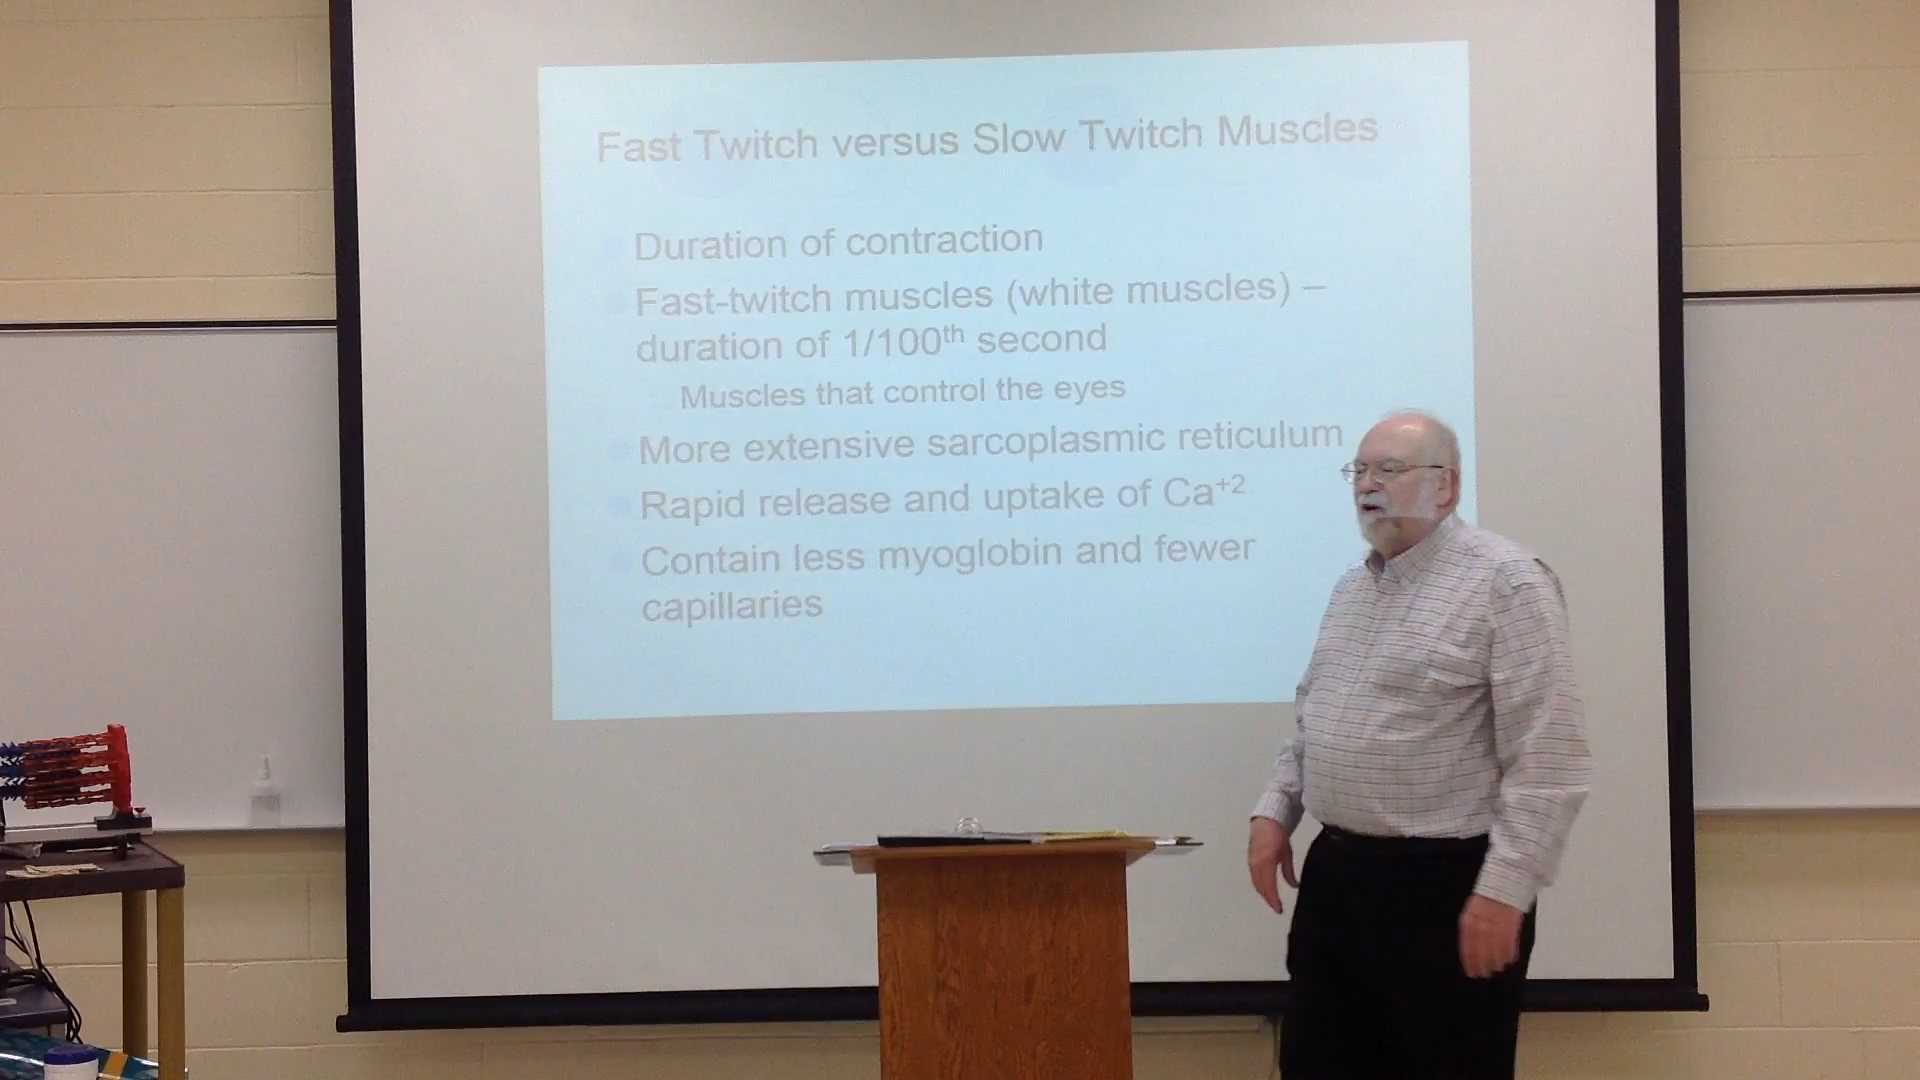 Fast Twitch versus Slow Twitch Muscles
Duration of contraction
Fast-twitch muscles (white muscles) –
duration of 1/100th second
Muscles that control the eyes
More extensive sarcoplasmic reticulum
Rapid release and uptake of Ca+2
Contain less myoglobin and fewer
capillaries